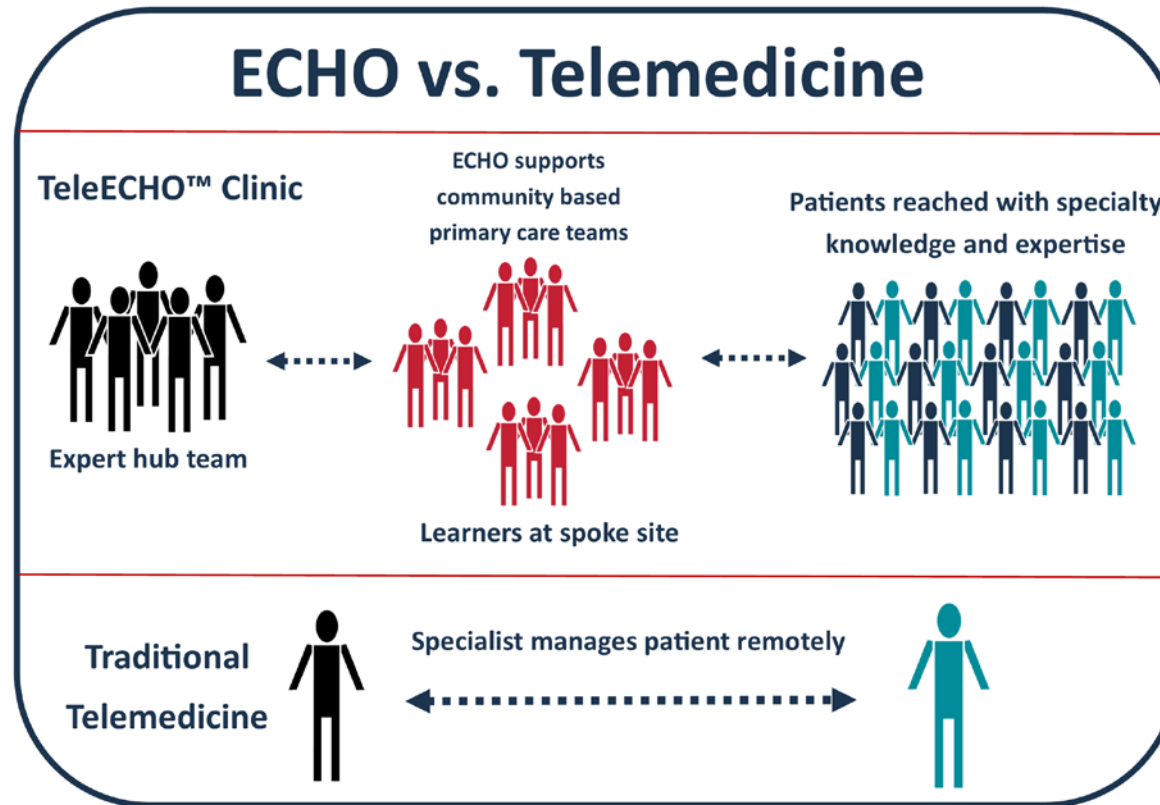 ECHO vs. Telemedicine
TeleECHO™ Clinic
Expert hub team
ECHO supports
community based
primary care teams
Learners at spoke site
Patients reached with specialty
knowledge and expertise
Traditional
Telemedicine
Specialist manages patient remotely